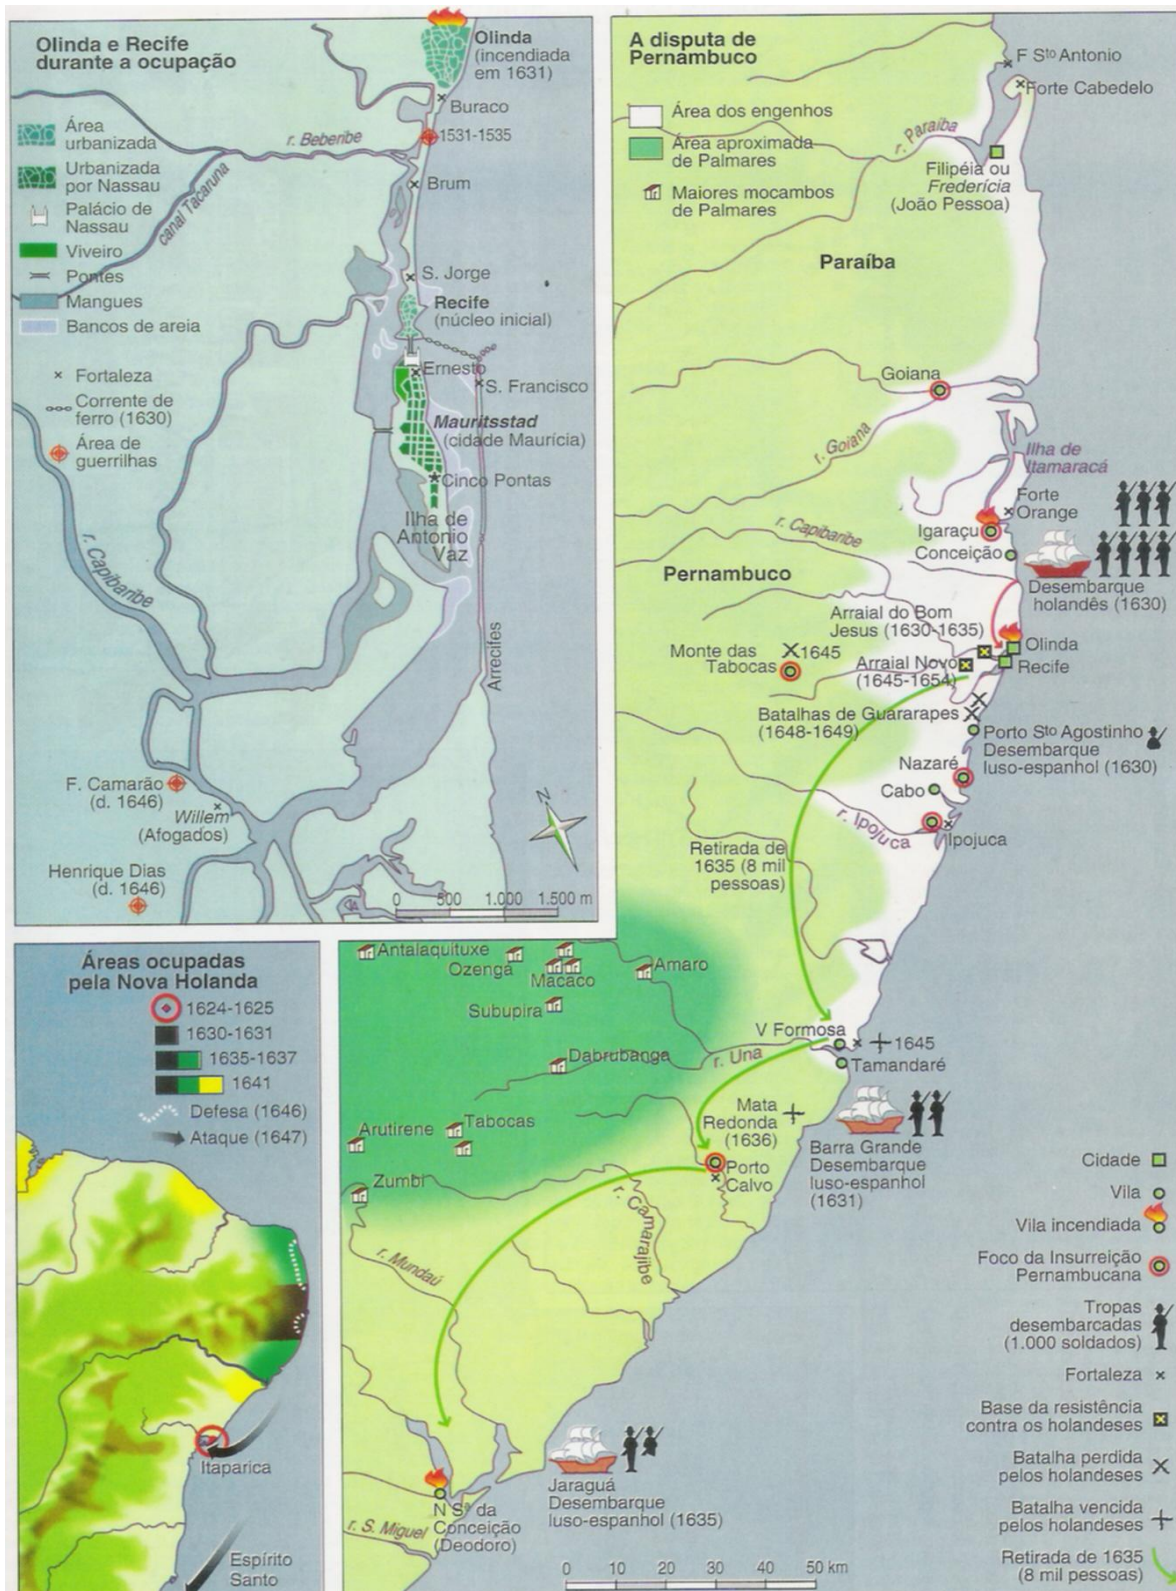 Olinda e Recife
durante a ocupação
Área
urbanizada
Urbanizada
por Nassau
Palácio de
Nassau
Viveiro
Pontes
Mangues
Bancos de areia
Fortaleza
Corrente de
ferro (1630)
Área de
guerrilhas
Olinda
(incendiada
em 1631)
Buraco
1531-1535
r. Beberibe
canal Tacaruna
Brum
S. Jorge
Recife
(núcleo inicial)
Ernesto
S. Francisco
Mauritsstad
(cidade Maurícia)
Cinco Pontas
Ilha de
Antonio
Vaz
r. Capibaribe
Arrecifes
F. Camarão
(d. 1646)
Willem
(Afogados)
Henrique Dias
(d. 1646)
N
0 500 1.000 1.500 m
A disputa de
Pernambuco
Área dos engenhos
Área aproximada
de Palmares
Maiores mocambos
de Palmares
F Sto Antonio
Forte Cabedelo
r. Paraíba
Filipéia ou
Frederícia
(João Pessoa)
Paraíba
Goiana
r. Goiana
Ilha de
Itamaracá
Forte
Orange
Igaraçu
Conceição
r. Capibaribe
Pernambuco
Desembarque
holandês (1630)
Arraial do Bom
Jesus (1630-1635)
Olinda
Recife
Monte das
Tabocas
1645
Arraial Novo
(1645-1654)
Batalhas de Guararapes
(1648-1649)
Porto Sto Agostinho
Desembarque
luso-espanhol (1630)
Nazaré
Cabo
r. Ipojuca
Ipojuca
Retirada de
1635 (8 mil
pessoas)
Antalaquituxe
Ozenga
Macaco
Amaro
Subupira
Dabrubanga
V Formosa
1645
r. Una
Tamandaré
Arutirene
Tabocas
Mata
Redonda
(1636)
Zumbi
Porto
Calvo
Barra Grande
Desembarque
luso-espanhol
(1631)
r. Camarajibe
r. Mundaú
Jaraguá
Desembarque
luso-espanhol (1635)
N Sª da
Conceição
(Deodoro)
r. S. Miguel
0 10 20 30 40 50 km
Cidade
Vila
Vila incendiada
Foco da Insurreição
Pernambucana
Tropas
desembarcadas
(1.000 soldados)
Fortaleza
Base da resistência
contra os holandeses
Batalha perdida
pelos holandeses
Batalha vencida
pelos holandeses
Retirada de 1635
(8 mil pessoas)
Áreas ocupadas
pela Nova Holanda
1624-1625
1630-1631
1635-1637
1641
Defesa (1646)
Ataque (1647)
Itaparica
Espírito
Santo